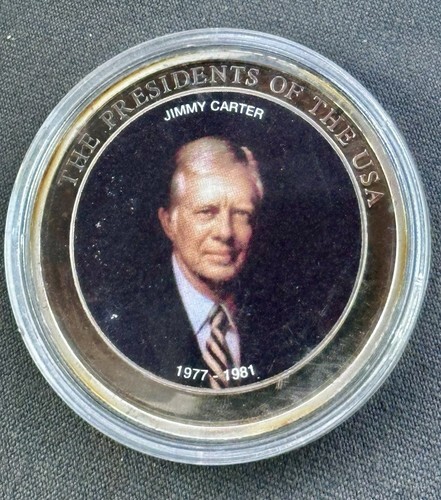 THE PRESIDENTS OF THE USA
JIMMY CARTER
1977 - 1981